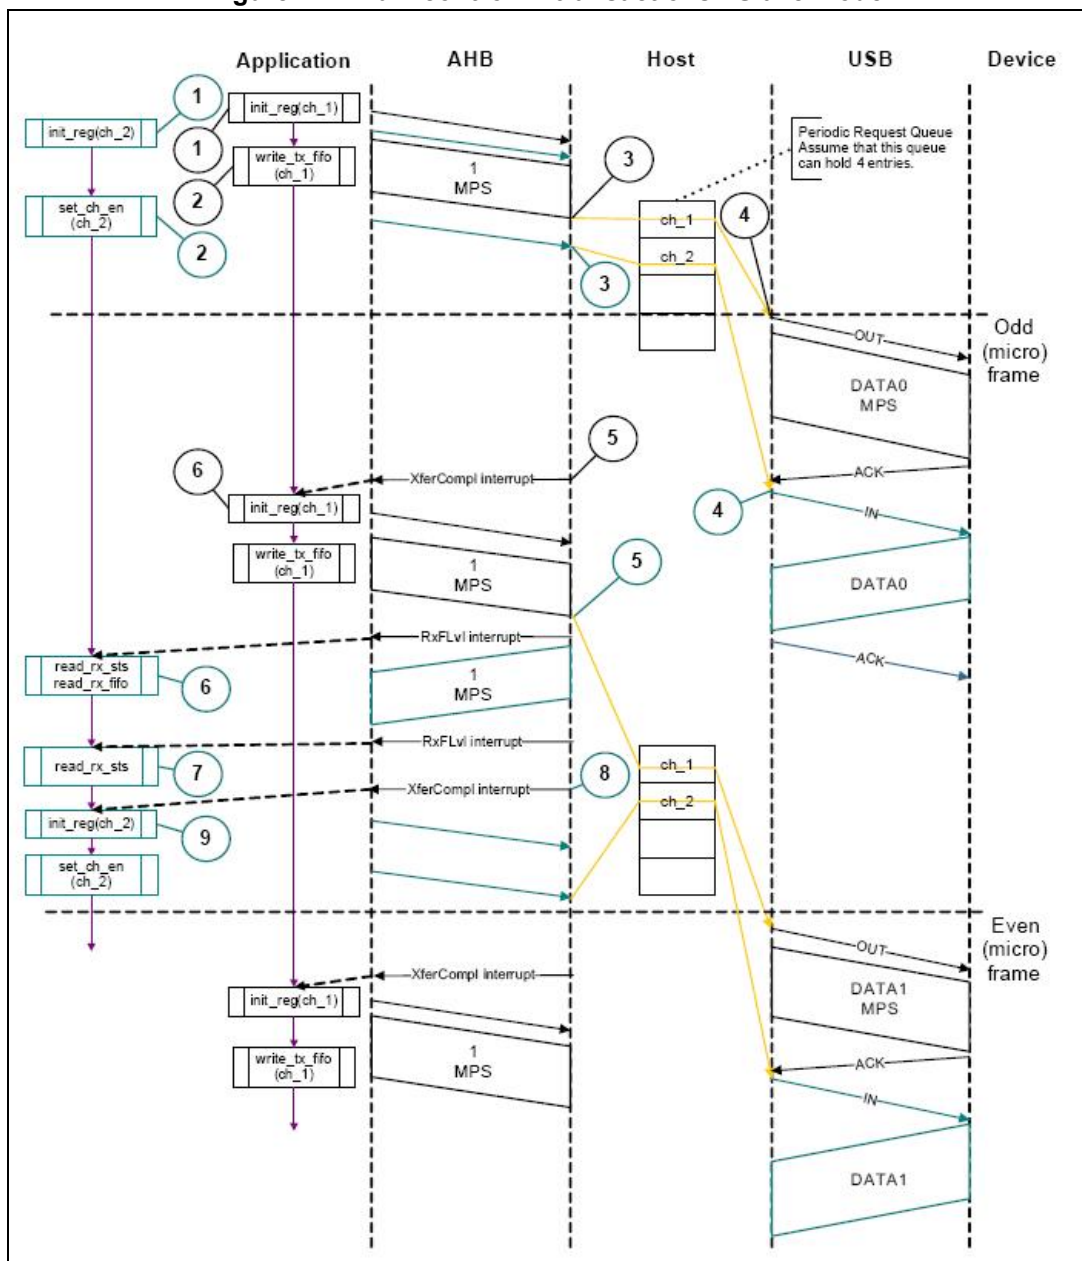 Application
AHB
Host
USB
Device
1
init_reg(ch_1)
init_reg(ch_2)
1
Periodic Request Queue
Assume that this queue
can hold 4 entries.
write_tx_fifo
(ch_1)
2
1
MPS
3
set_ch_en
(ch_2)
2
ch_1
4
ch_2
3
Odd
(micro)
frame
OUT
DATA0
MPS
5
6
XferCompl interrupt
ACK
init_reg(ch_1)
4
IN
write_tx_fifo
(ch_1)
1
MPS
5
DATA0
RxFLvl interrupt
read_rx_sts
read_rx_fifo
6
1
MPS
ACK
RxFLvl interrupt
read_rx_sts
7
ch_1
8
XferCompl interrupt
ch_2
init_reg(ch_2)
9
set_ch_en
(ch_2)
Even
(micro)
frame
OUT
XferCompl interrupt
init_reg(ch_1)
DATA1
MPS
write_tx_fifo
(ch_1)
1
MPS
ACK
IN
DATA1